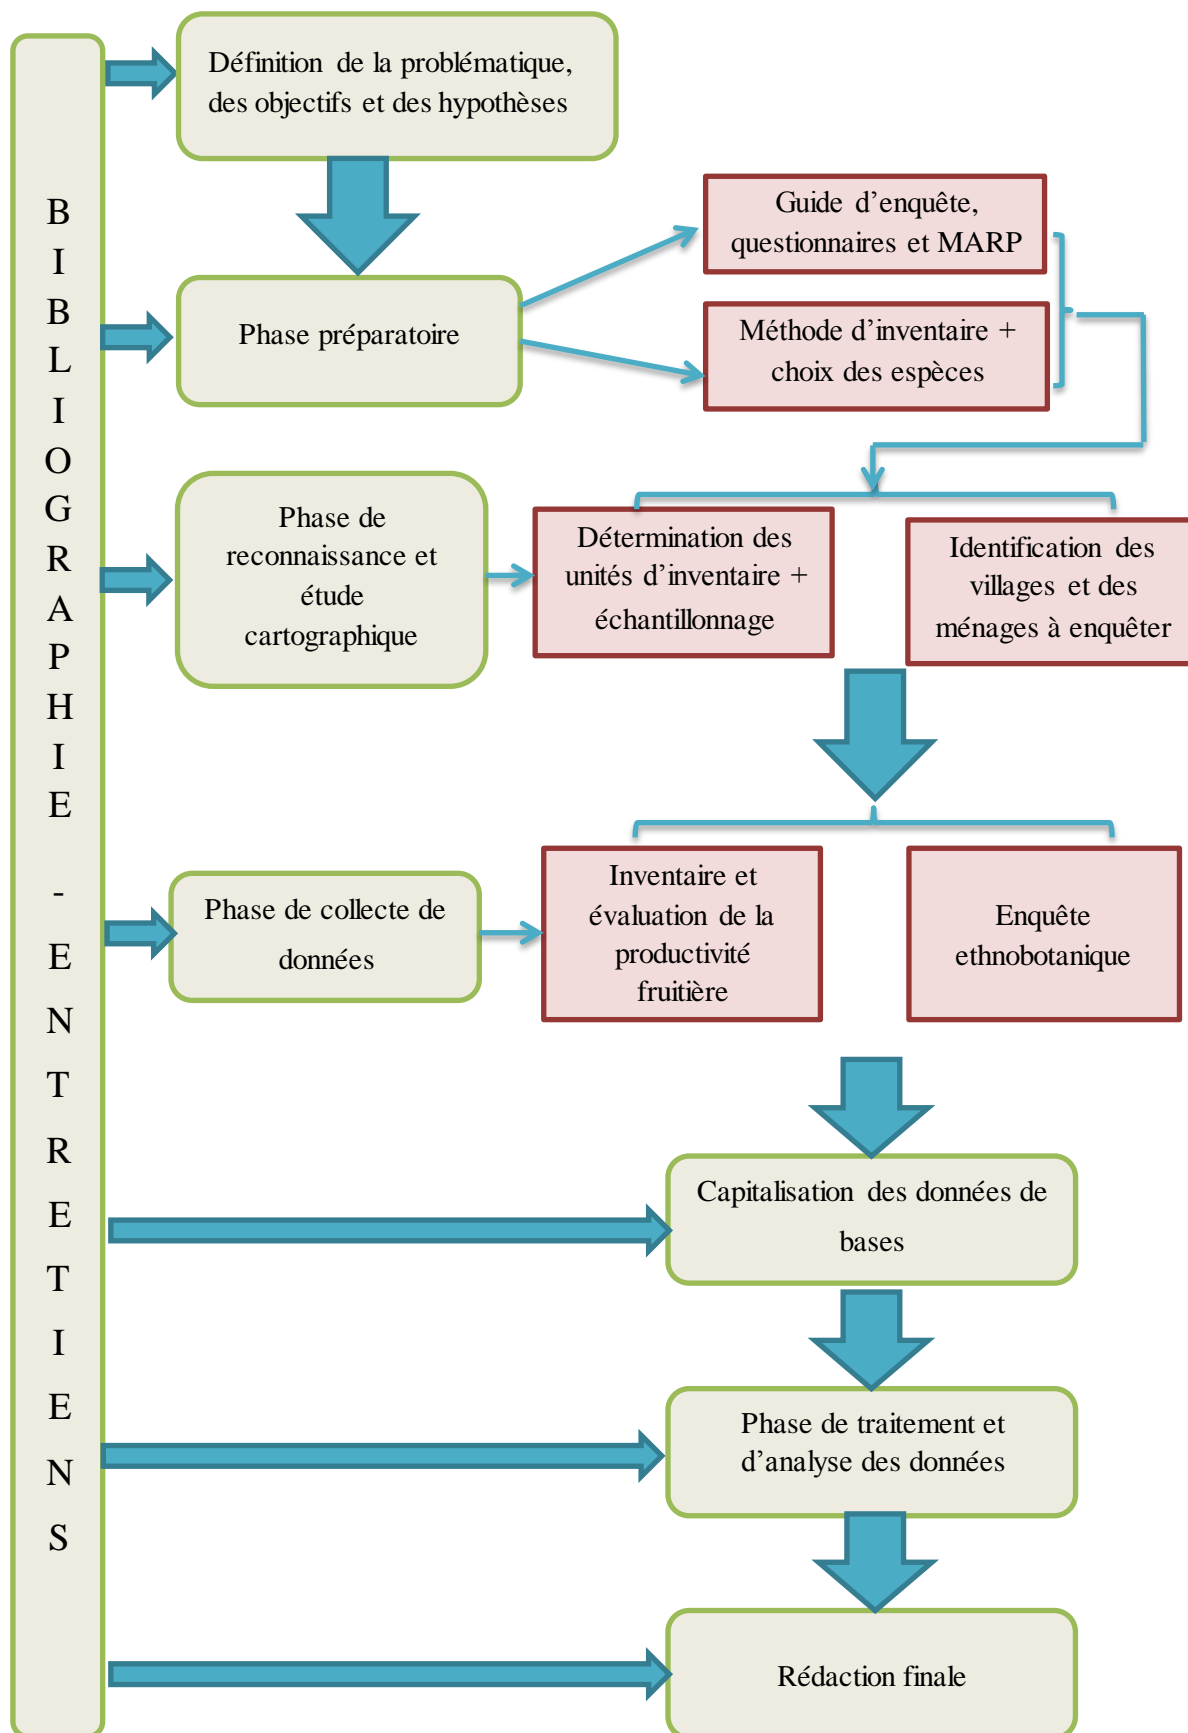 BIBLIOGRAPHIE - ENTRETIENS
Définition de la problématique,
des objectifs et des hypothèses
Guide d’enquête,
questionnaires et MARP
Phase préparatoire
Méthode d’inventaire +
choix des espèces
Phase de
reconnaissance et
étude
cartographique
Détermination des
unités d’inventaire +
échantillonnage
Identification des
villages et des
ménages à enquêter
Phase de collecte de
données
Inventaire et
évaluation de la
productivité
fruitière
Enquête
ethnobotanique
Capitalisation des données de
bases
Phase de traitement et
d’analyse des données
Rédaction finale